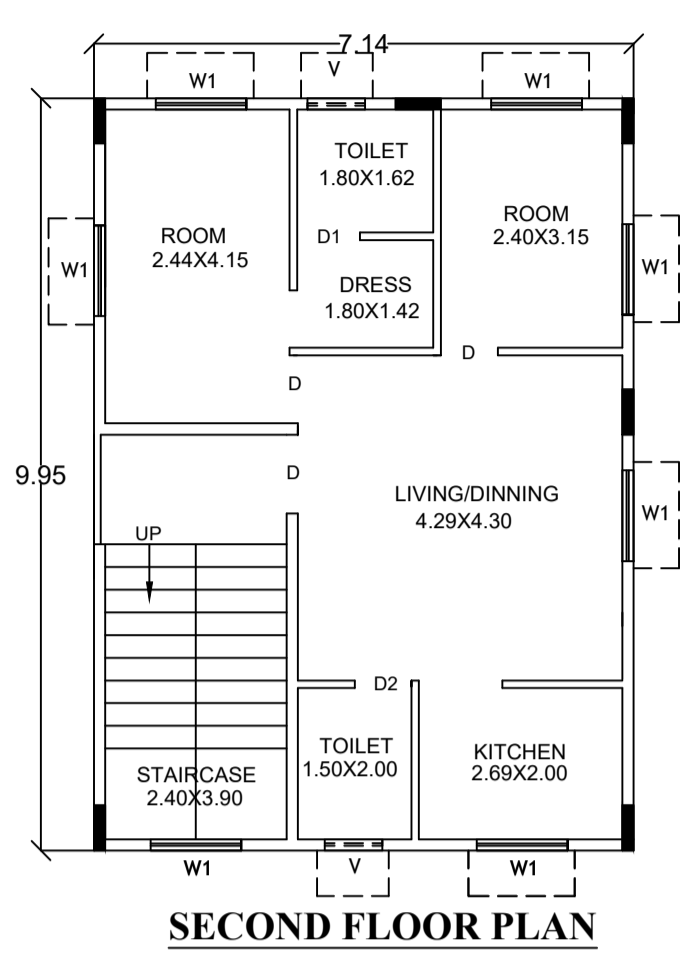 7.14
W1
V
W1
TOILET
1.80X1.62
ROOM
2.44X4.15
D1
ROOM
2.40X3.15
W1
W1
DRESS
1.80X1.42
D
D
9.95
D
LIVING/DINNING
4.29X4.30
W1
UP
D2
TOILET
1.50X2.00
KITCHEN
2.69X2.00
STAIRCASE
2.40X3.90
W1
V
W1
SECOND FLOOR PLAN